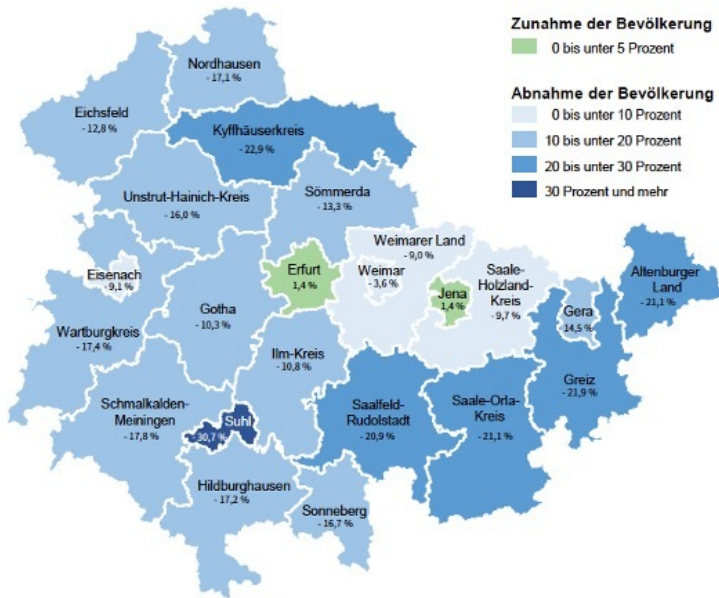 Zunahme der Bevölkerung
0 bis unter 5 Prozent
Abnahme der Bevölkerung
0 bis unter 10 Prozent
10 bis unter 20 Prozent
20 bis unter 30 Prozent
30 Prozent und mehr
Nordhausen
- 17,1 %
Eichsfeld
- 12,8 %
Kyffhäuserkreis
- 22,9 %
Unstrut-Hainich-Kreis
- 16,0 %
Sömmerda
- 13,3 %
Weimarer Land
- 9,0 %
Eisenach
- 9,1 %
Erfurt
1,4 %
Weimar
- 3,6 %
Jena
1,4 %
Saale-
Holzland-
Kreis
- 9,7 %
Altenburger
Land
- 21,1 %
Gera
14,5 %
Gotha
- 10,3 %
Wartburgkreis
- 17,4 %
Ilm-Kreis
- 10,8 %
Greiz
- 21,9 %
Schmalkalden-
Meiningen
- 17,8 %
Suhl
- 30,7 %
Saalfeld-
Rudolstadt
- 20,9 %
Saale-Orla-
Kreis
- 21,1 %
Hildburghausen
- 17,2 %
Sonneberg
- 16,7 %